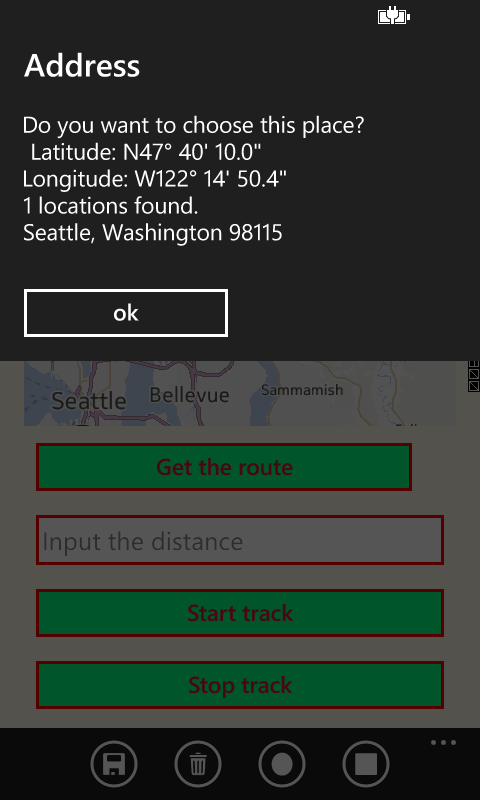 Address
Do you want to choose this place?
Latitude: N47° 40' 10.0"
Longitude: W122° 14' 50.4"
1 locations found.
Seattle, Washington 98115
ok
Seattle
Bellevue
Sammamish
Get the route
Input the distance
Start track
Stop track